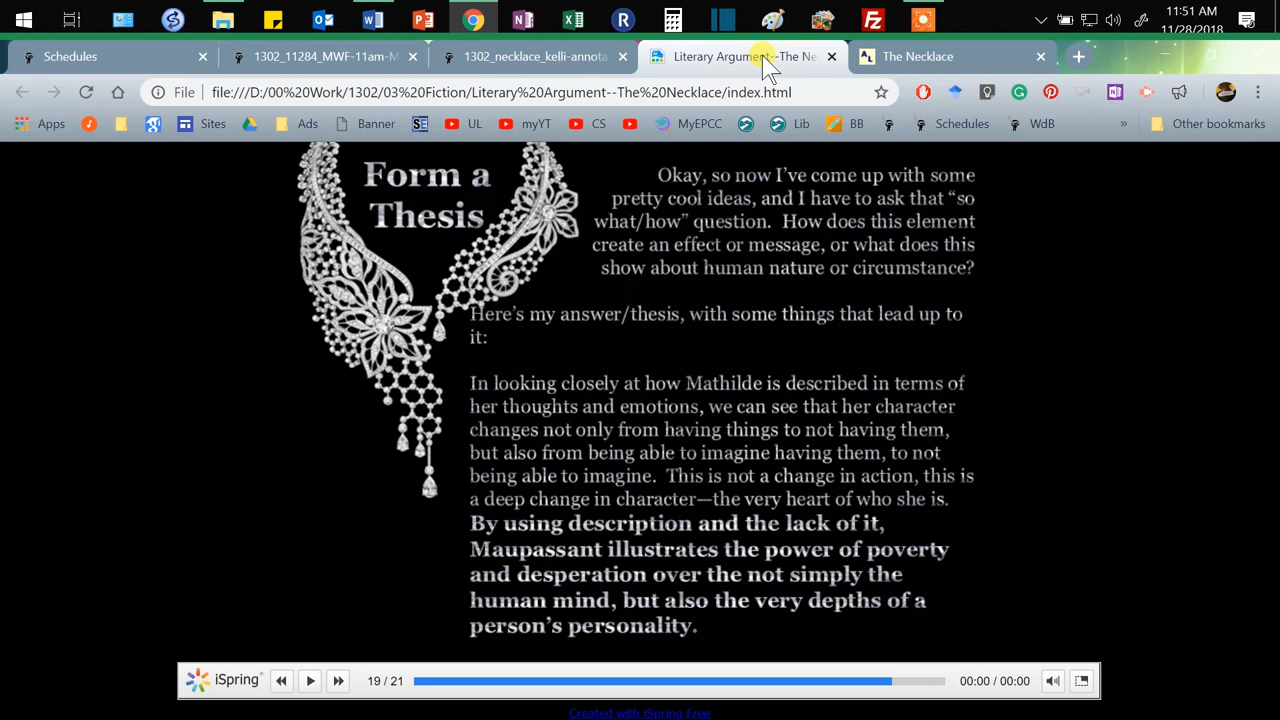 11:51 AM
11/28/2018
Schedules
1302_11284_MWF-11am-M
1302_necklace_kelli-annota
Literary Argument--The Ne
The Necklace
File
file:///D:/00%20Work/1302/03%20Fiction/Literary%20Argument--The%20Necklace/index.html
Apps
Sites
Ads
Banner
SE
UL
myYT
CS
MyEPCC
Lib
BB
Schedules
WdB
»
Other bookmarks
Form a
Thesis
Okay, so now I've come up with some
pretty cool ideas, and I have to ask that "so
what/how" question. How does this element
create an effect or message, or what does this
show about human nature or circumstance?
Here's my answer/thesis, with some things that lead up to
it:
In looking closely at how Mathilde is described in terms of
her thoughts and emotions, we can see that her character
changes not only from having things to not having them,
but also from being able to imagine having them, to not
being able to imagine. This is not a change in action, this is
a deep change in character—the very heart of who she is.
By using description and the lack of it,
Maupassant illustrates the power of poverty
and desperation over the not simply the
human mind, but also the very depths of a
person's personality.
iSpring
19 / 21
00:00 / 00:00
Created with iSpring Free